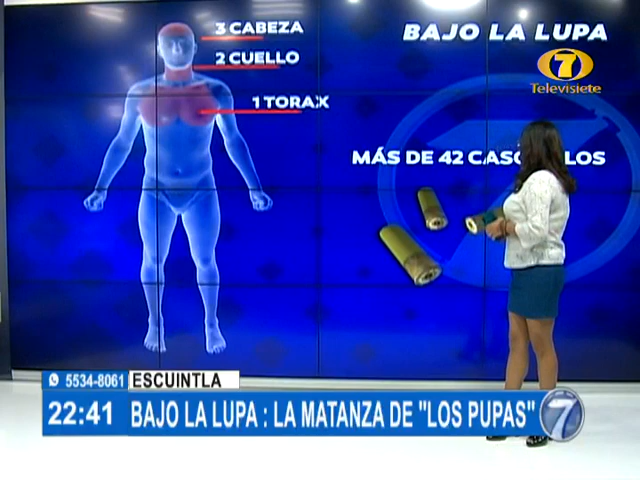 3 CABEZA
2 CUELLO
1 TORAX
BAJO LA LUPA
7
Televisiete
MÁS DE 42 CASQ LOS
5534-8061
ESCUINTLA
22:41
BAJO LA LUPA : LA MATANZA DE "LOS PUPAS"
7